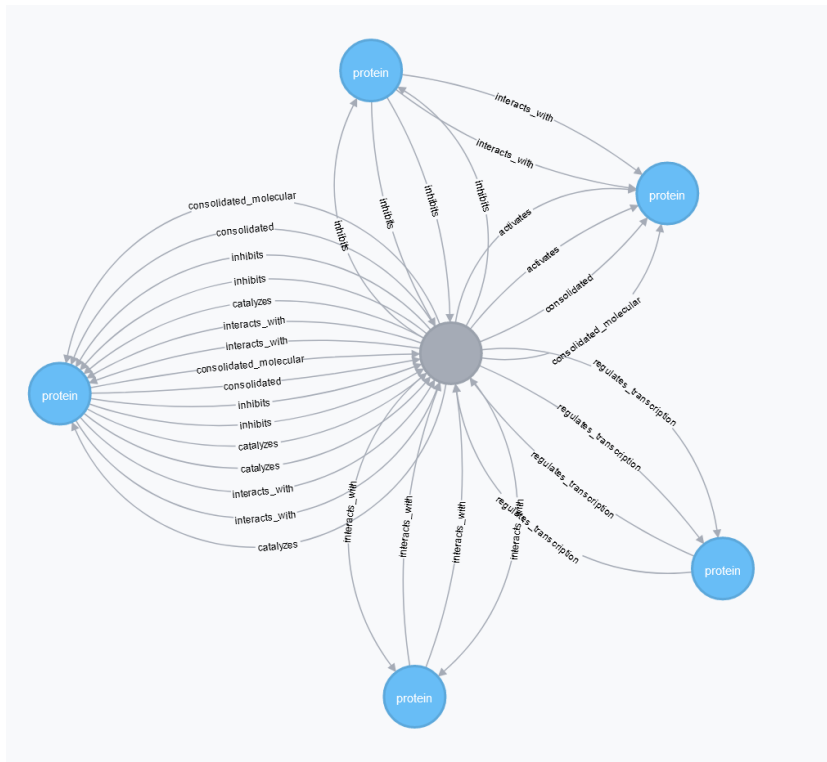 protein
interacts_with
interacts_with
protein
inhibits
inhibits
inhibits
inhibits
consolidated_molecular
activates
consolidated
activates
inhibits
inhibits
consolidated
catalyzes
interacts_with
consolidated_molecular
interacts_with
consolidated_molecular
protein
consolidated
regulates_transcription
inhibits
inhibits
regulates_transcription
catalyzes
catalyzes
regulates_transcription
interacts_with
interacts_with
interacts_with
interacts_with
interacts_with
interacts_with
regulates_transcription
catalyzes
protein
protein